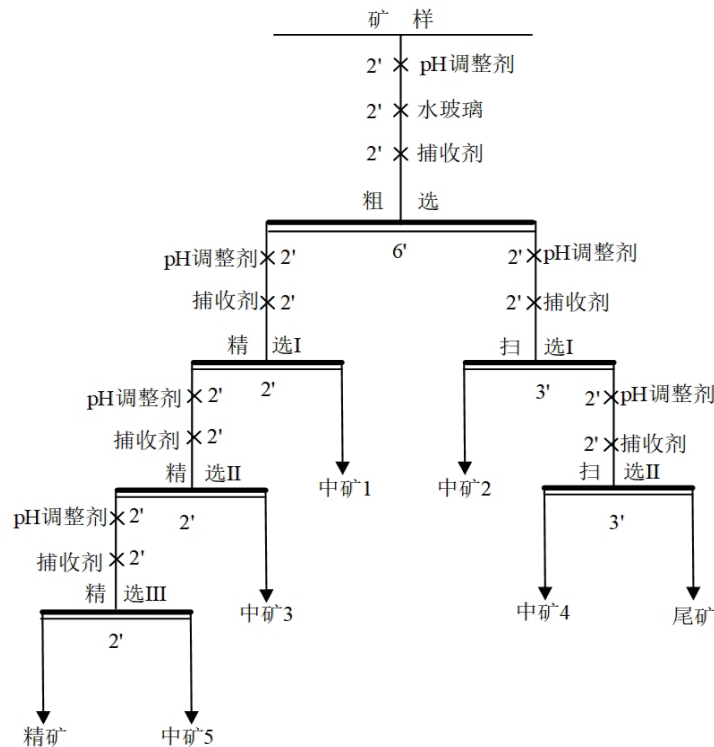 矿 样
2' pH调整剂
2' 水玻璃
2' 捕收剂
粗 选
6'
pH调整剂 2'
2' pH调整剂
捕收剂 2'
2' 捕收剂
精 选I
扫 选I
2'
3'
pH调整剂 2'
2' pH调整剂
捕收剂 2'
2' 捕收剂
精 选II
中矿1
中矿2
扫 选II
pH调整剂 2'
2'
3'
捕收剂 2'
精 选III
中矿3
中矿4
尾矿
2'
精矿
中矿5